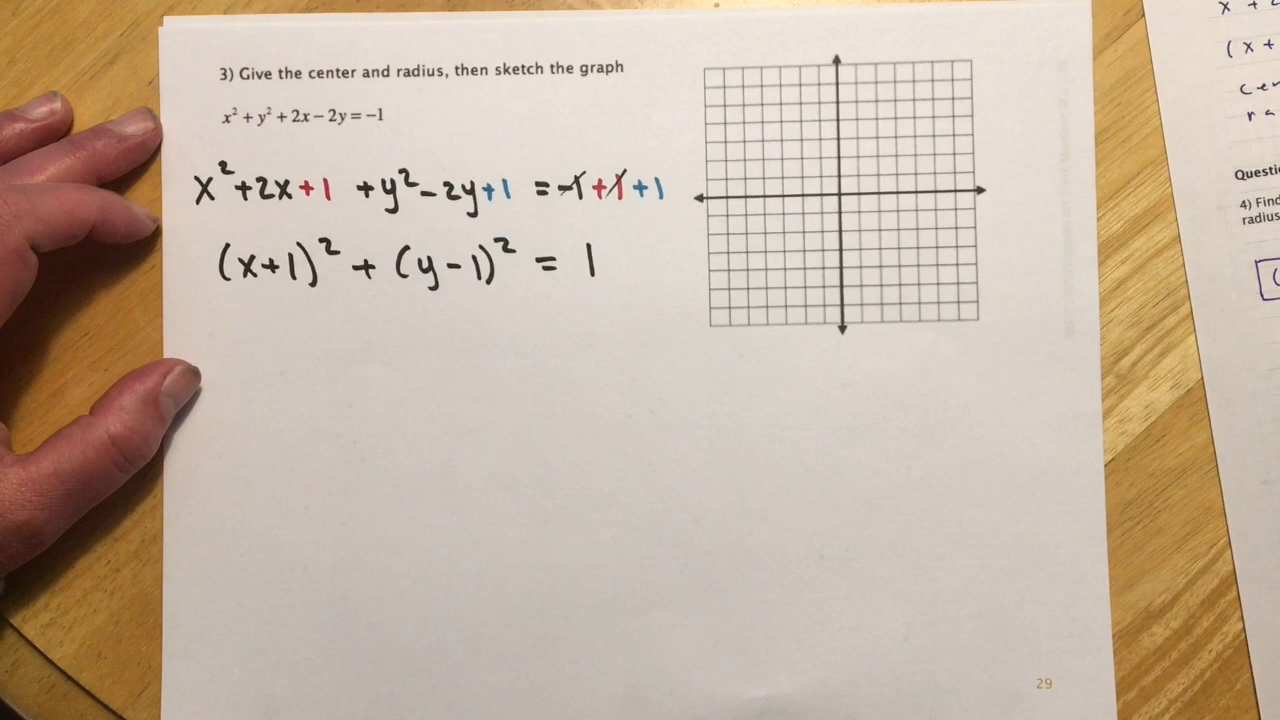 3) Give the center and radius, then sketch the graph
x² + y² + 2x − 2y = −1
x² + 2x + 1 + y² − 2y + 1 = −1 + 1 + 1
(x+1)² + (y−1)² = 1
29
x +
(x +
Questi
4) Find
radius
(